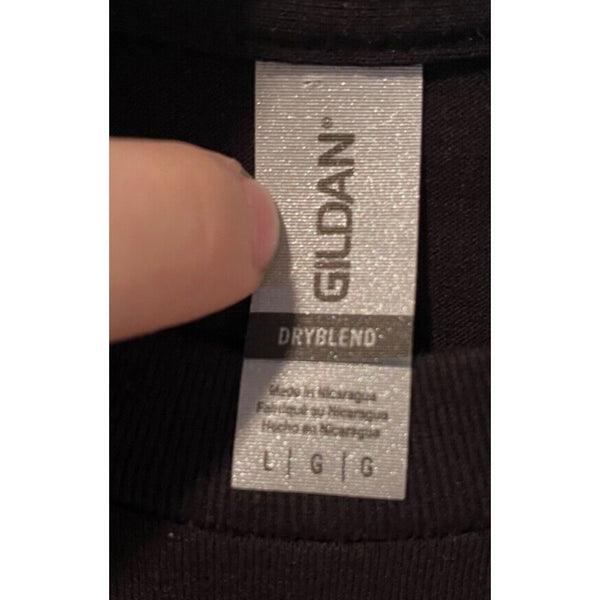 GILDAN®
DRYBLEND
Made in Nicaragua
Fabriqué au Nicaragua
Hecho en Nicaragua
L | G | G